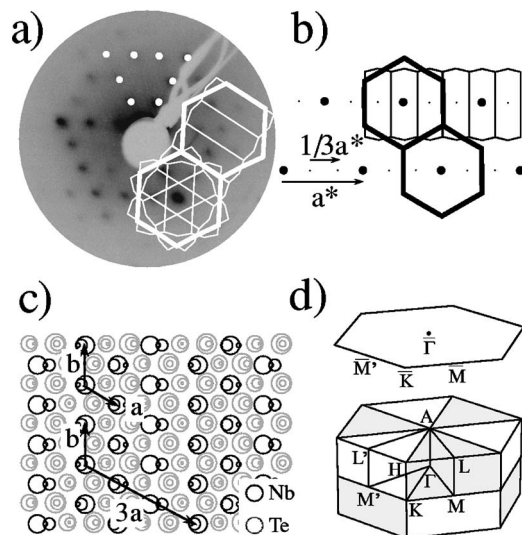 a)
b)
1/3a*
a*
c)
b
a
b
3a
Nb
Te
d)
Γ̅
M̅'
K̅
M̅
A
L'
H
L
Γ
M'
K
M